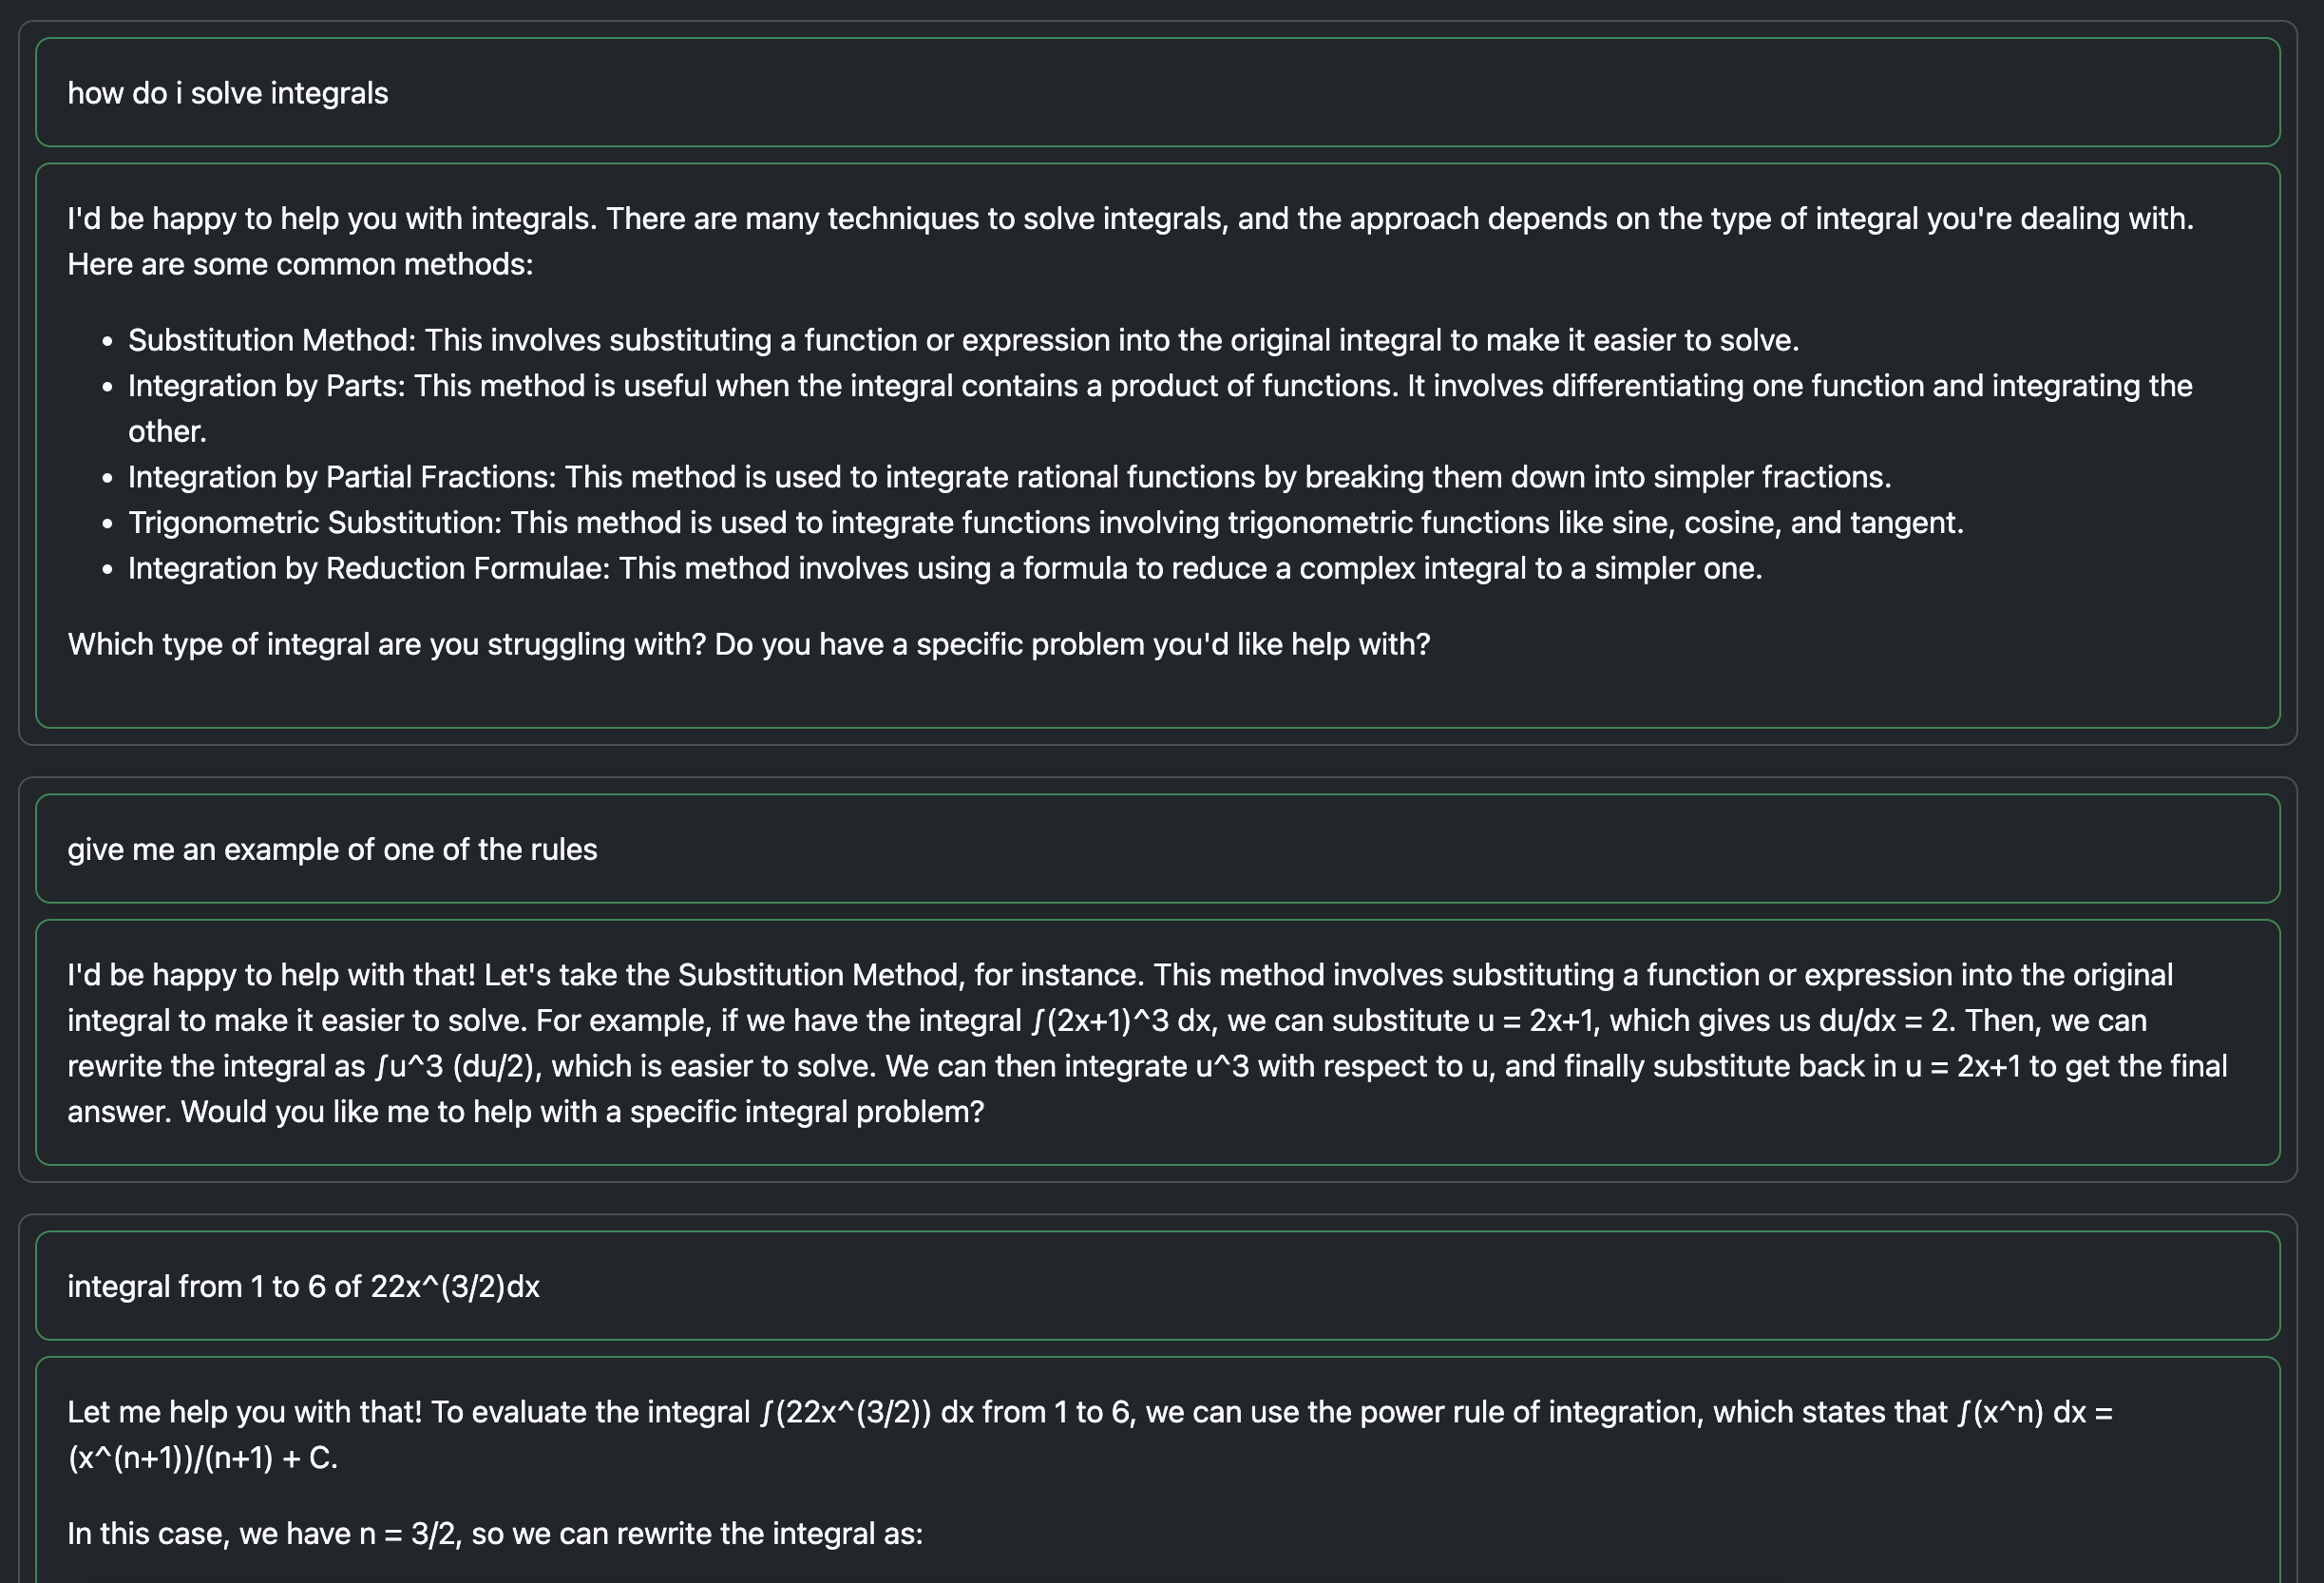 how do i solve integrals
I'd be happy to help you with integrals. There are many techniques to solve integrals, and the approach depends on the type of integral you're dealing with.
Here are some common methods:
• Substitution Method: This involves substituting a function or expression into the original integral to make it easier to solve.
• Integration by Parts: This method is useful when the integral contains a product of functions. It involves differentiating one function and integrating the
other.
• Integration by Partial Fractions: This method is used to integrate rational functions by breaking them down into simpler fractions.
• Trigonometric Substitution: This method is used to integrate functions involving trigonometric functions like sine, cosine, and tangent.
• Integration by Reduction Formulae: This method involves using a formula to reduce a complex integral to a simpler one.
Which type of integral are you struggling with? Do you have a specific problem you'd like help with?
give me an example of one of the rules
I'd be happy to help with that! Let's take the Substitution Method, for instance. This method involves substituting a function or expression into the original
integral to make it easier to solve. For example, if we have the integral ∫(2x+1)^3 dx, we can substitute u = 2x+1, which gives us du/dx = 2. Then, we can
rewrite the integral as ∫u^3 (du/2), which is easier to solve. We can then integrate u^3 with respect to u, and finally substitute back in u = 2x+1 to get the final
answer. Would you like me to help with a specific integral problem?
integral from 1 to 6 of 22x^(3/2)dx
Let me help you with that! To evaluate the integral ∫(22x^(3/2)) dx from 1 to 6, we can use the power rule of integration, which states that ∫(x^n) dx =
(x^(n+1))/(n+1) + C.
In this case, we have n = 3/2, so we can rewrite the integral as: